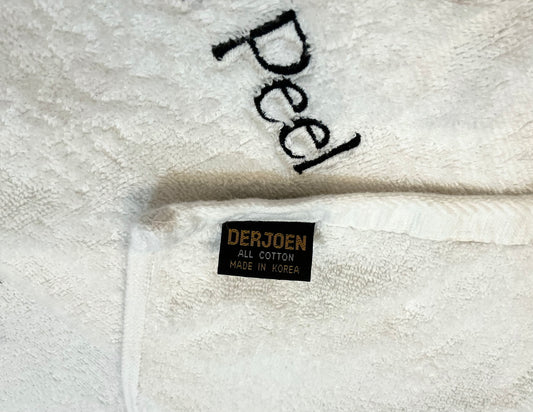 Peel
DERJOEN
ALL COTTON
MADE IN KOREA